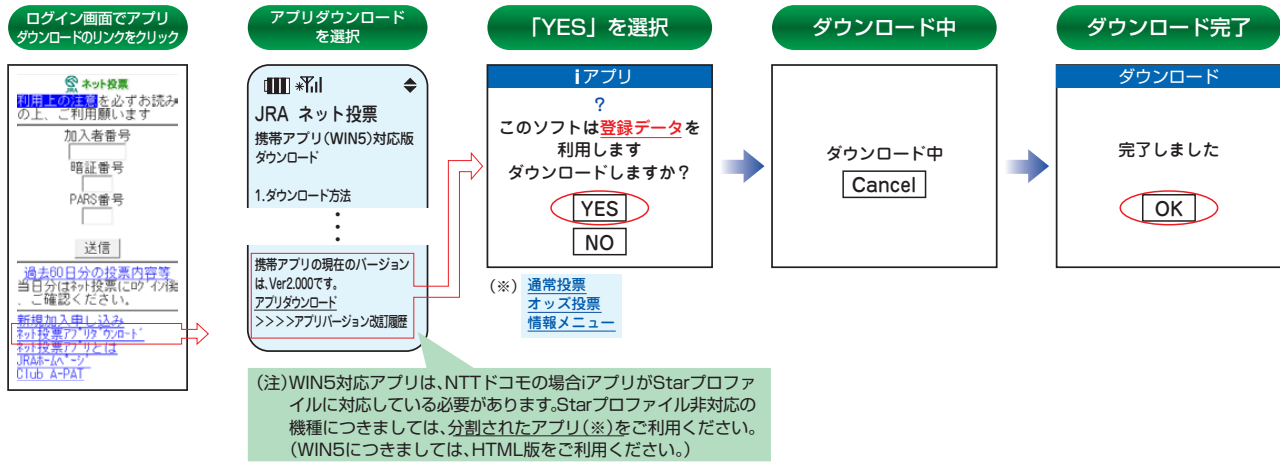 ログイン画面でアプリ
ダウンロードのリンクをクリック
JRA ネット投票
利用上の注意を必ずお読み
の上、ご利用願います
加入者番号
暗証番号
PARS番号
送信
過去60日分の投票内容等
当日分はﾈｯﾄ投票にﾛｸﾞｲﾝ後
、ご確認ください。
新規加入申し込み
ﾈｯﾄ投票ｱﾌﾟﾘﾀﾞｳﾝﾛｰﾄﾞ
ﾈｯﾄ投票ｱﾌﾟﾘとは
JRAﾎｰﾑﾍﾟｰｼﾞ
Club A-PAT
アプリダウンロード
を選択
JRA ネット投票
携帯アプリ(WIN5)対応版
ダウンロード
1.ダウンロード方法
携帯アプリの現在のバージョン
は、Ver2.000です。
アプリダウンロード
>>>>アプリバージョン改訂履歴
「YES」を選択
iアプリ
?
このソフトは登録データを
利用します
ダウンロードしますか?
YES
NO
(※) 通常投票
オッズ投票
情報メニュー
ダウンロード中
ダウンロード中
Cancel
ダウンロード完了
ダウンロード
完了しました
OK
(注)WIN5対応アプリは、NTTドコモの場合iアプリがStarプロファ
イルに対応している必要があります。Starプロファイル非対応の
機種につきましては、分割されたアプリ(※)をご利用ください。
(WIN5につきましては、HTML版をご利用ください。)